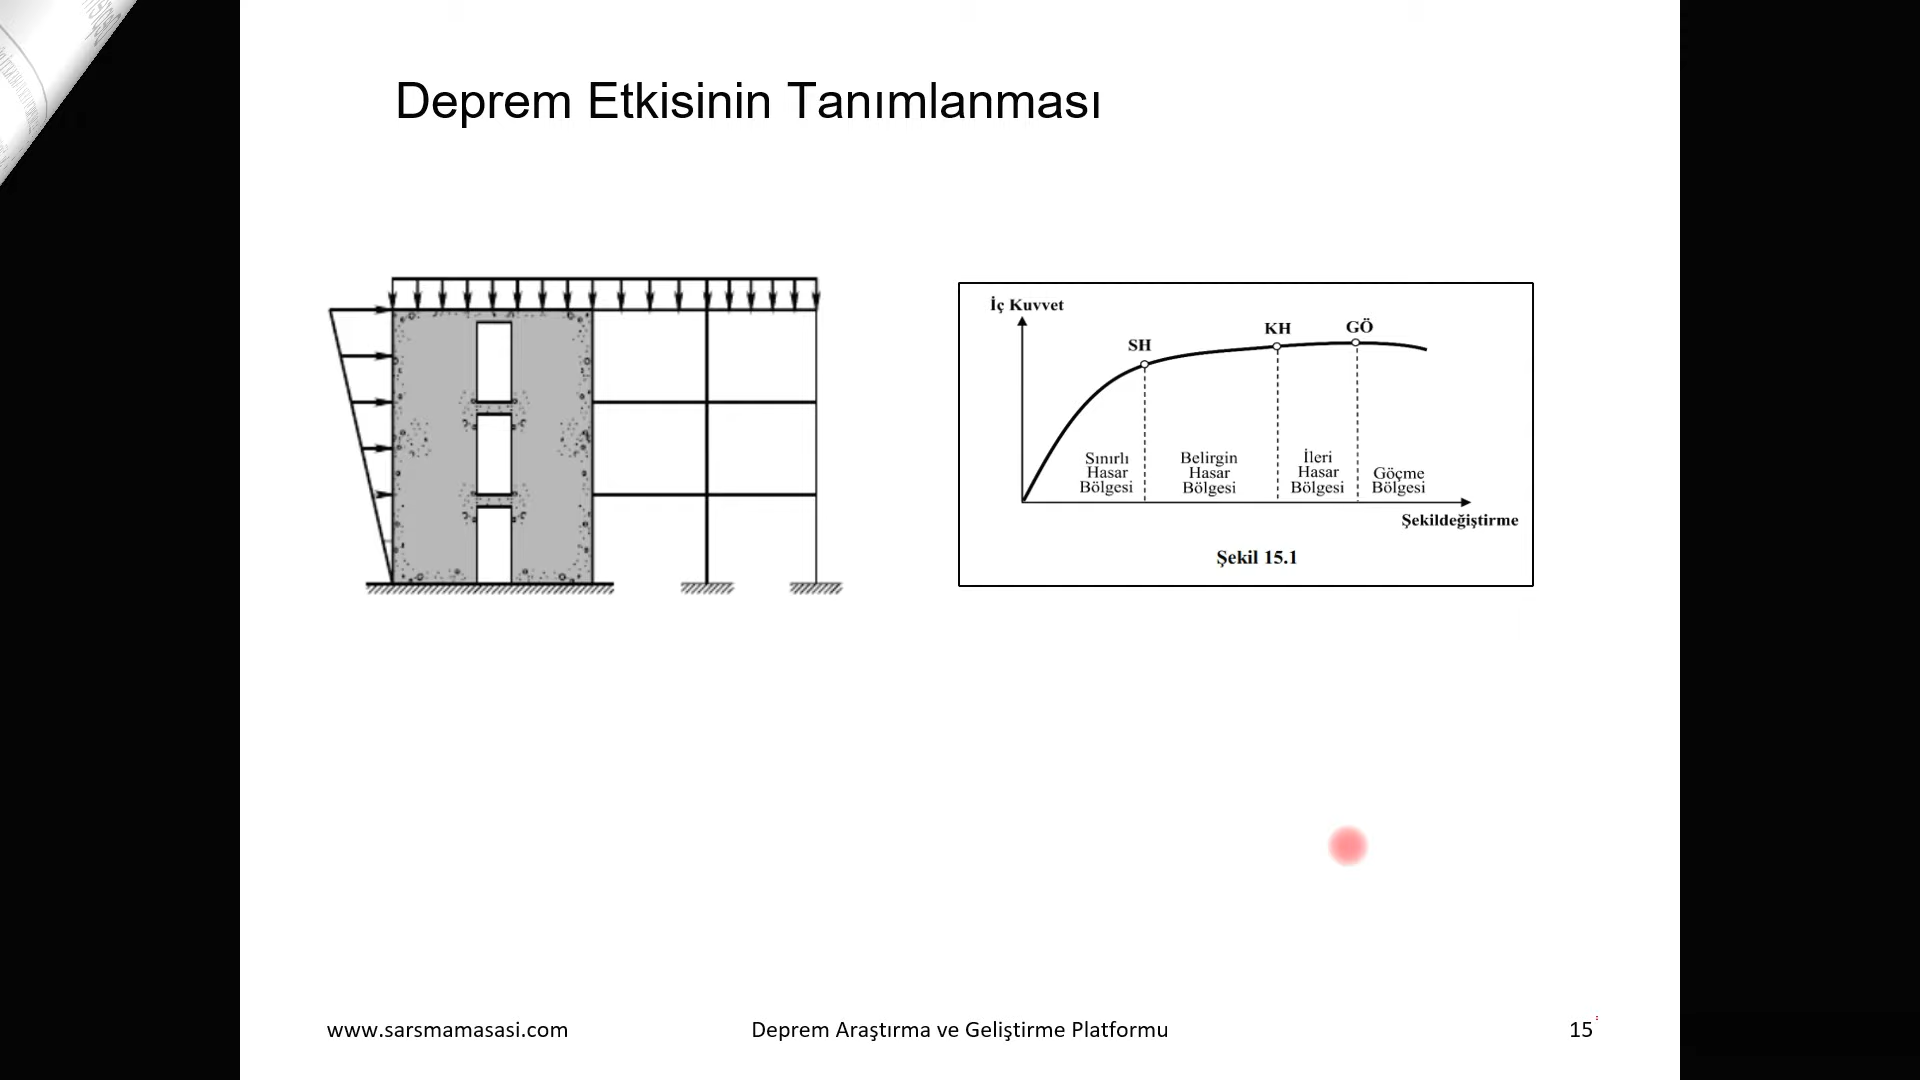 Deprem Etkisinin Tanımlanması
İç Kuvvet
SH
KH
GÖ
Sınırlı
Hasar
Bölgesi
Belirgin
Hasar
Bölgesi
İleri
Hasar
Bölgesi
Göçme
Bölgesi
Şekildeğiştirme
Şekil 15.1
www.sarsmamasasi.com
Deprem Araştırma ve Geliştirme Platformu
15